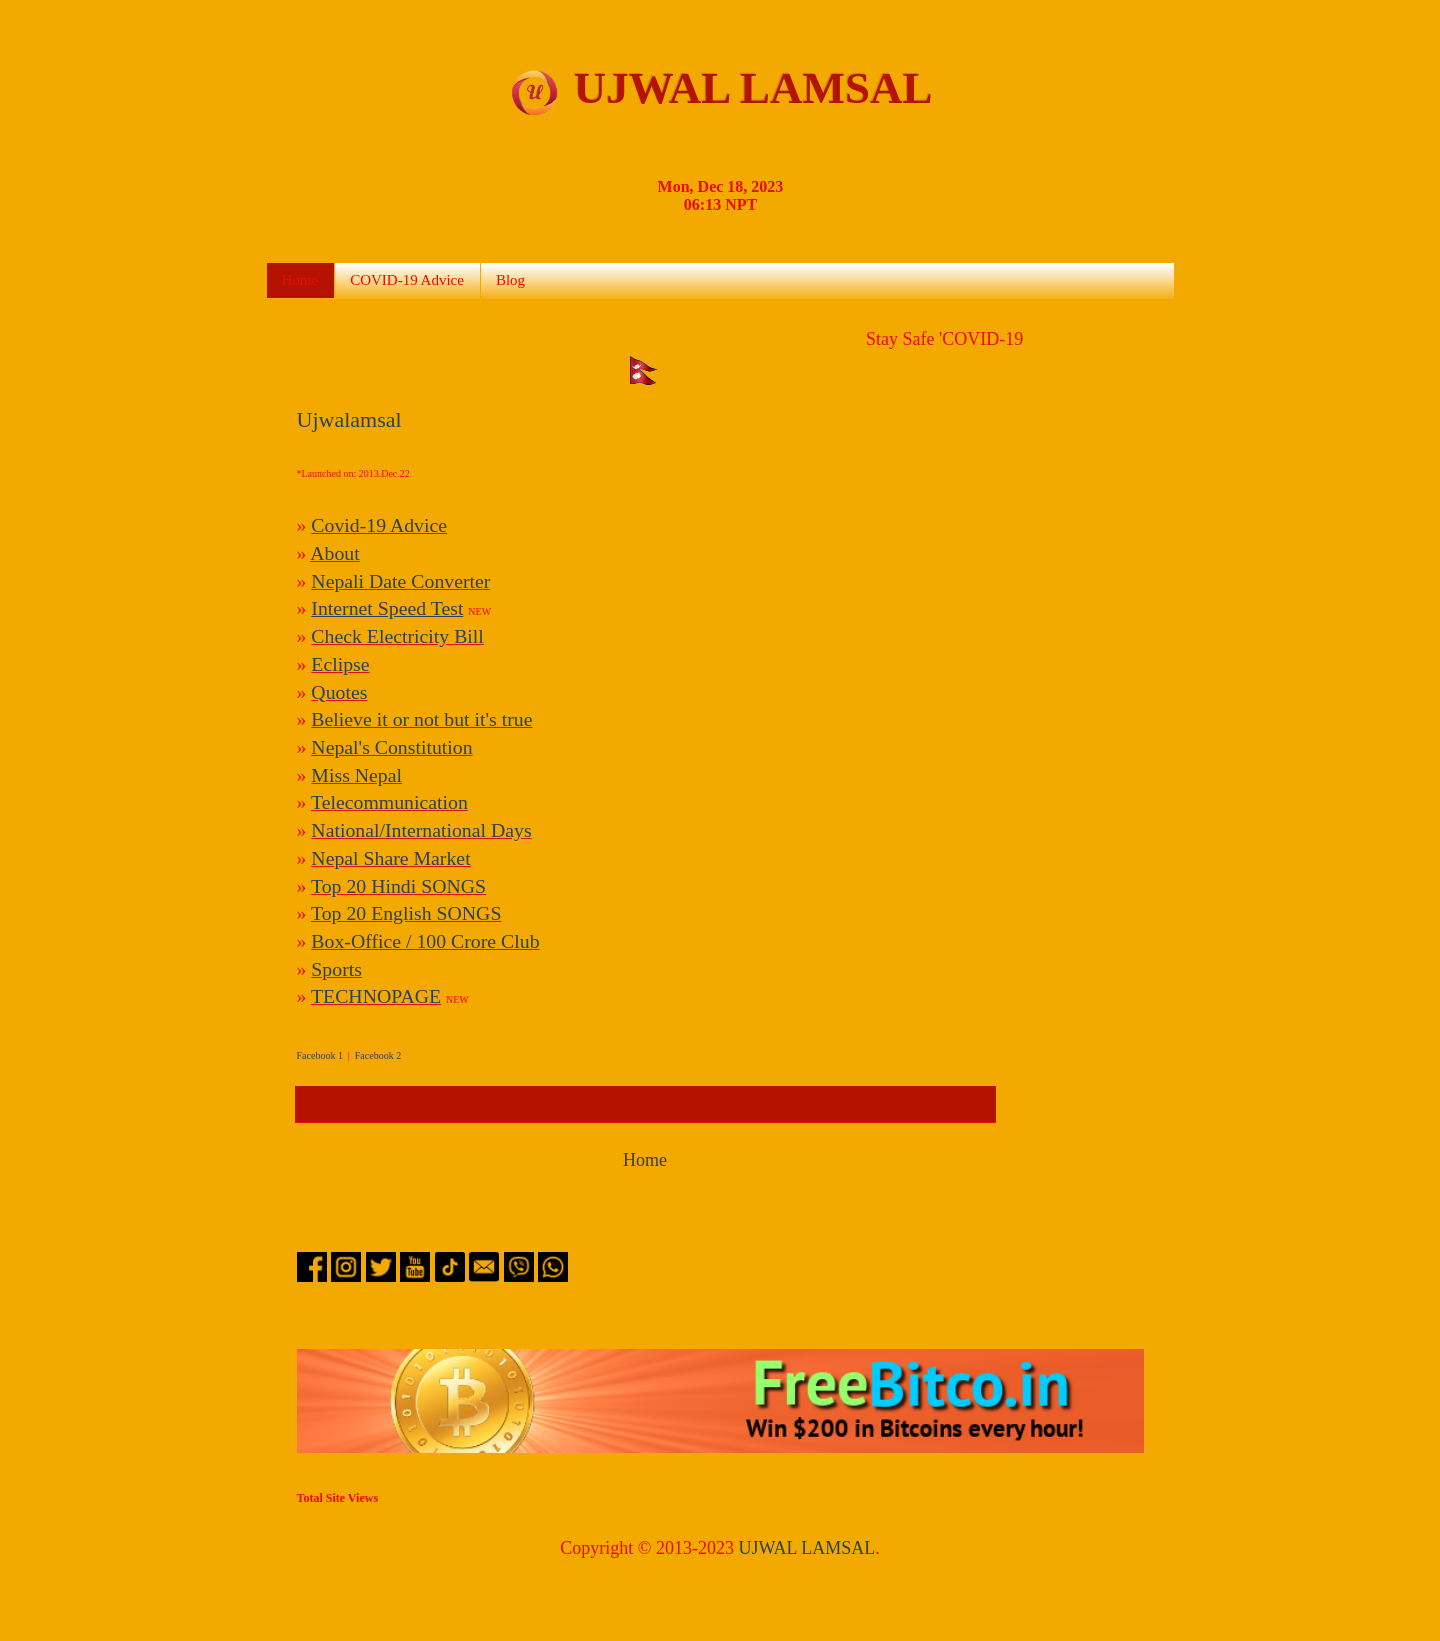 UJWAL LAMSAL
Mon, Dec 18, 2023
06:13 NPT
Home
COVID-19 Advice
Blog
Stay Safe 'COVID-19
Ujwalamsal
*Launched on: 2013.Dec.22
» Covid-19 Advice
» About
» Nepali Date Converter
» Internet Speed Test NEW
» Check Electricity Bill
» Eclipse
» Quotes
» Believe it or not but it's true
» Nepal's Constitution
» Miss Nepal
» Telecommunication
» National/International Days
» Nepal Share Market
» Top 20 Hindi SONGS
» Top 20 English SONGS
» Box-Office / 100 Crore Club
» Sports
» TECHNOPAGE NEW
Facebook 1 | Facebook 2
Home
You
Tube
FreeBitco.in
Win $200 in Bitcoins every hour!
Total Site Views
Copyright © 2013-2023 UJWAL LAMSAL.